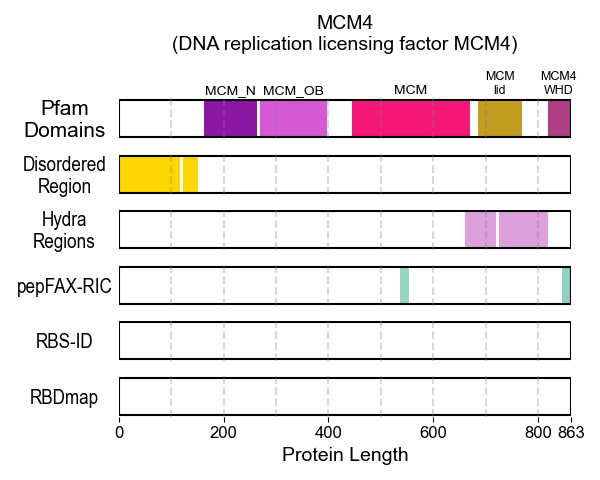 MCM4
(DNA replication licensing factor MCM4)
MCM_N MCM_OB MCM MCM lid MCM4 WHD
Pfam
Domains
Disordered
Region
Hydra
Regions
pepFAX-RIC
RBS-ID
RBDmap
0 200 400 600 800 863
Protein Length